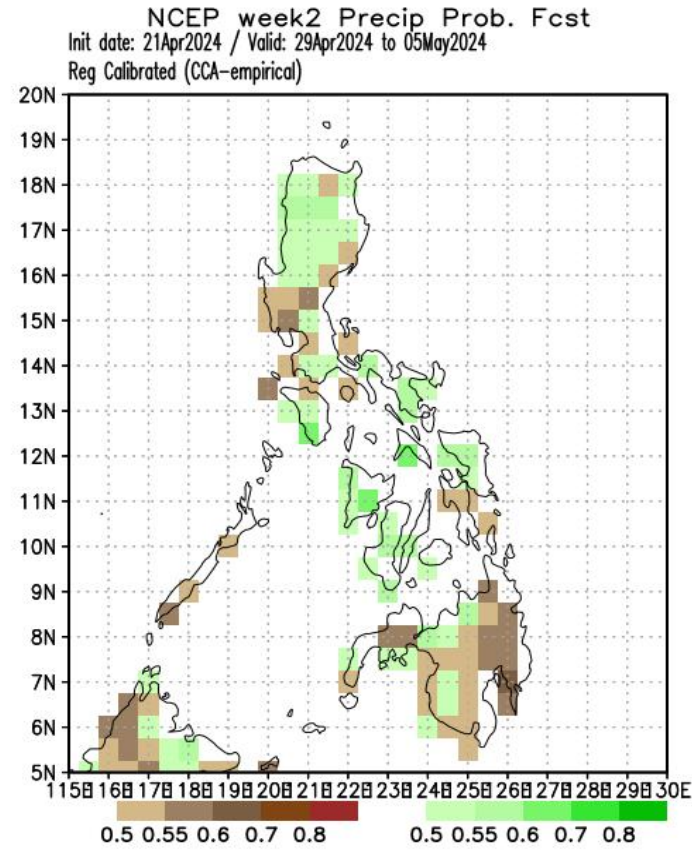 NCEP week2 Precip Prob. Fcst
Init date: 21Apr2024 / Valid: 29Apr2024 to 05May2024
Reg Calibrated (CCA-empirical)
20N
19N
18N
17N
16N
15N
14N
13N
12N
11N
10N
9N
8N
7N
6N
5N
115E 116E 117E 118E 119E 120E 121E 122E 123E 124E 125E 126E 127E 128E 129E 130E
0.5 0.55 0.6 0.7 0.8 0.5 0.55 0.6 0.7 0.8